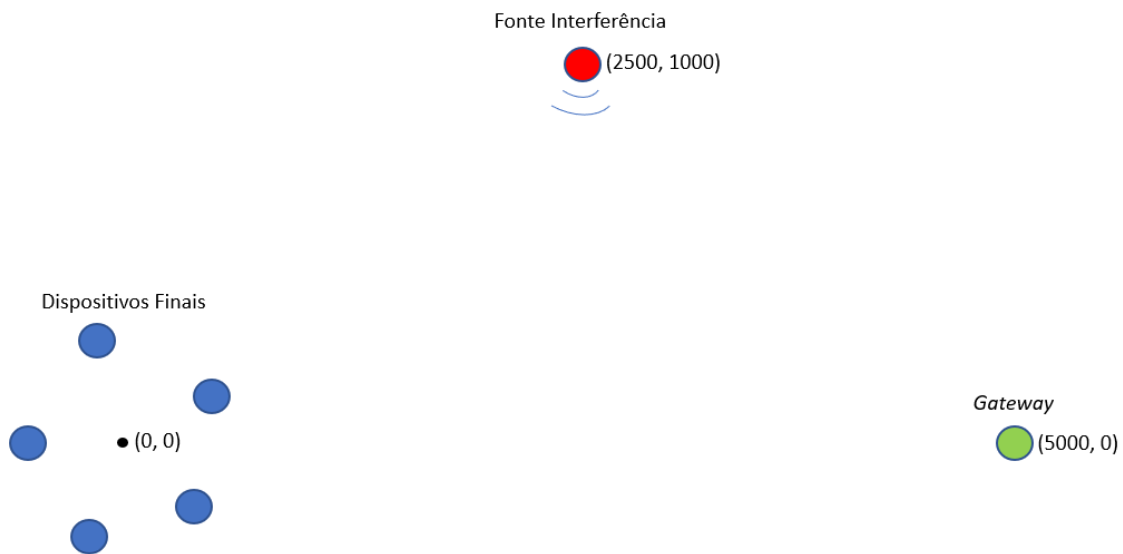 Fonte Interferência
(2500, 1000)
Dispositivos Finais
(0, 0)
Gateway
(5000, 0)